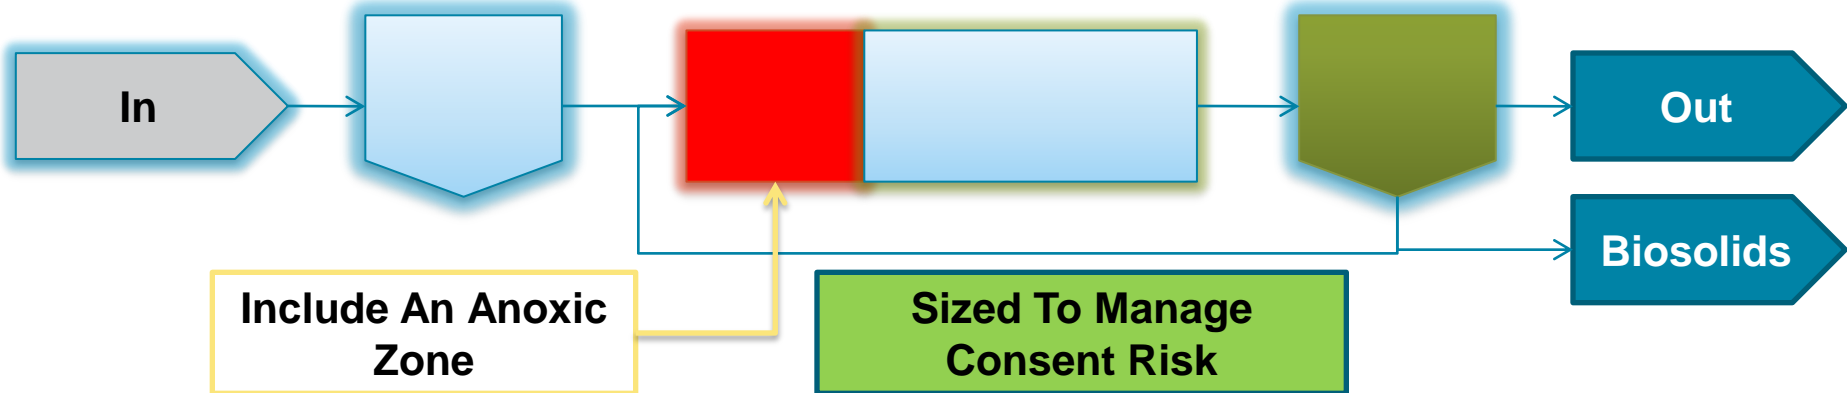 In
Out
Biosolids
Include An Anoxic
Zone
Sized To Manage
Consent Risk